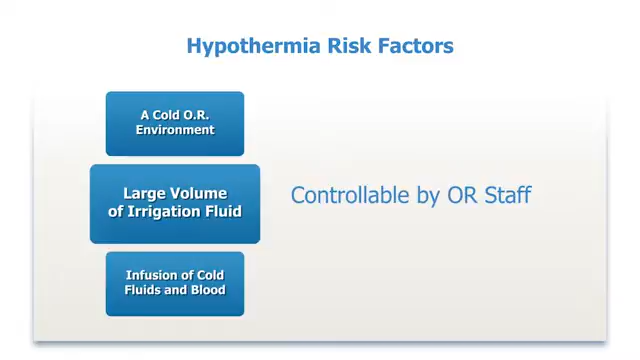 Hypothermia Risk Factors
A Cold O.R.
Environment
Large Volume
of Irrigation Fluid
Controllable by OR Staff
Infusion of Cold
Fluids and Blood